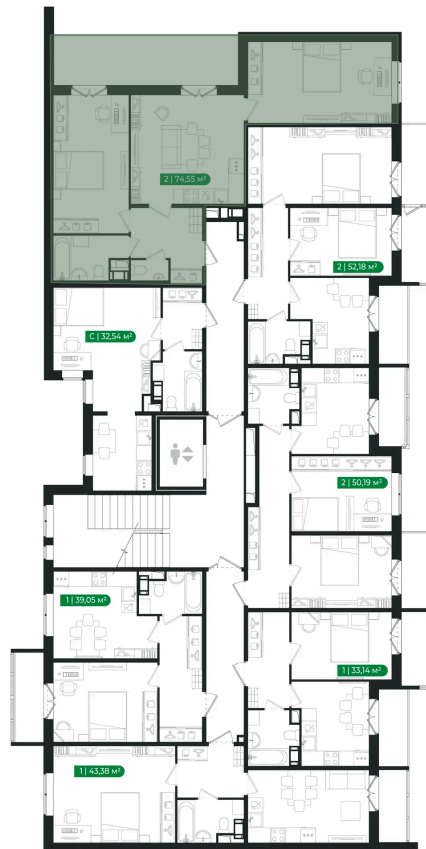 2 | 74,55 м²
2 | 52,18 м²
С | 32,54 м²
2 | 50,19 м²
1 | 39,05 м²
1 | 33,14 м²
1 | 43,38 м²